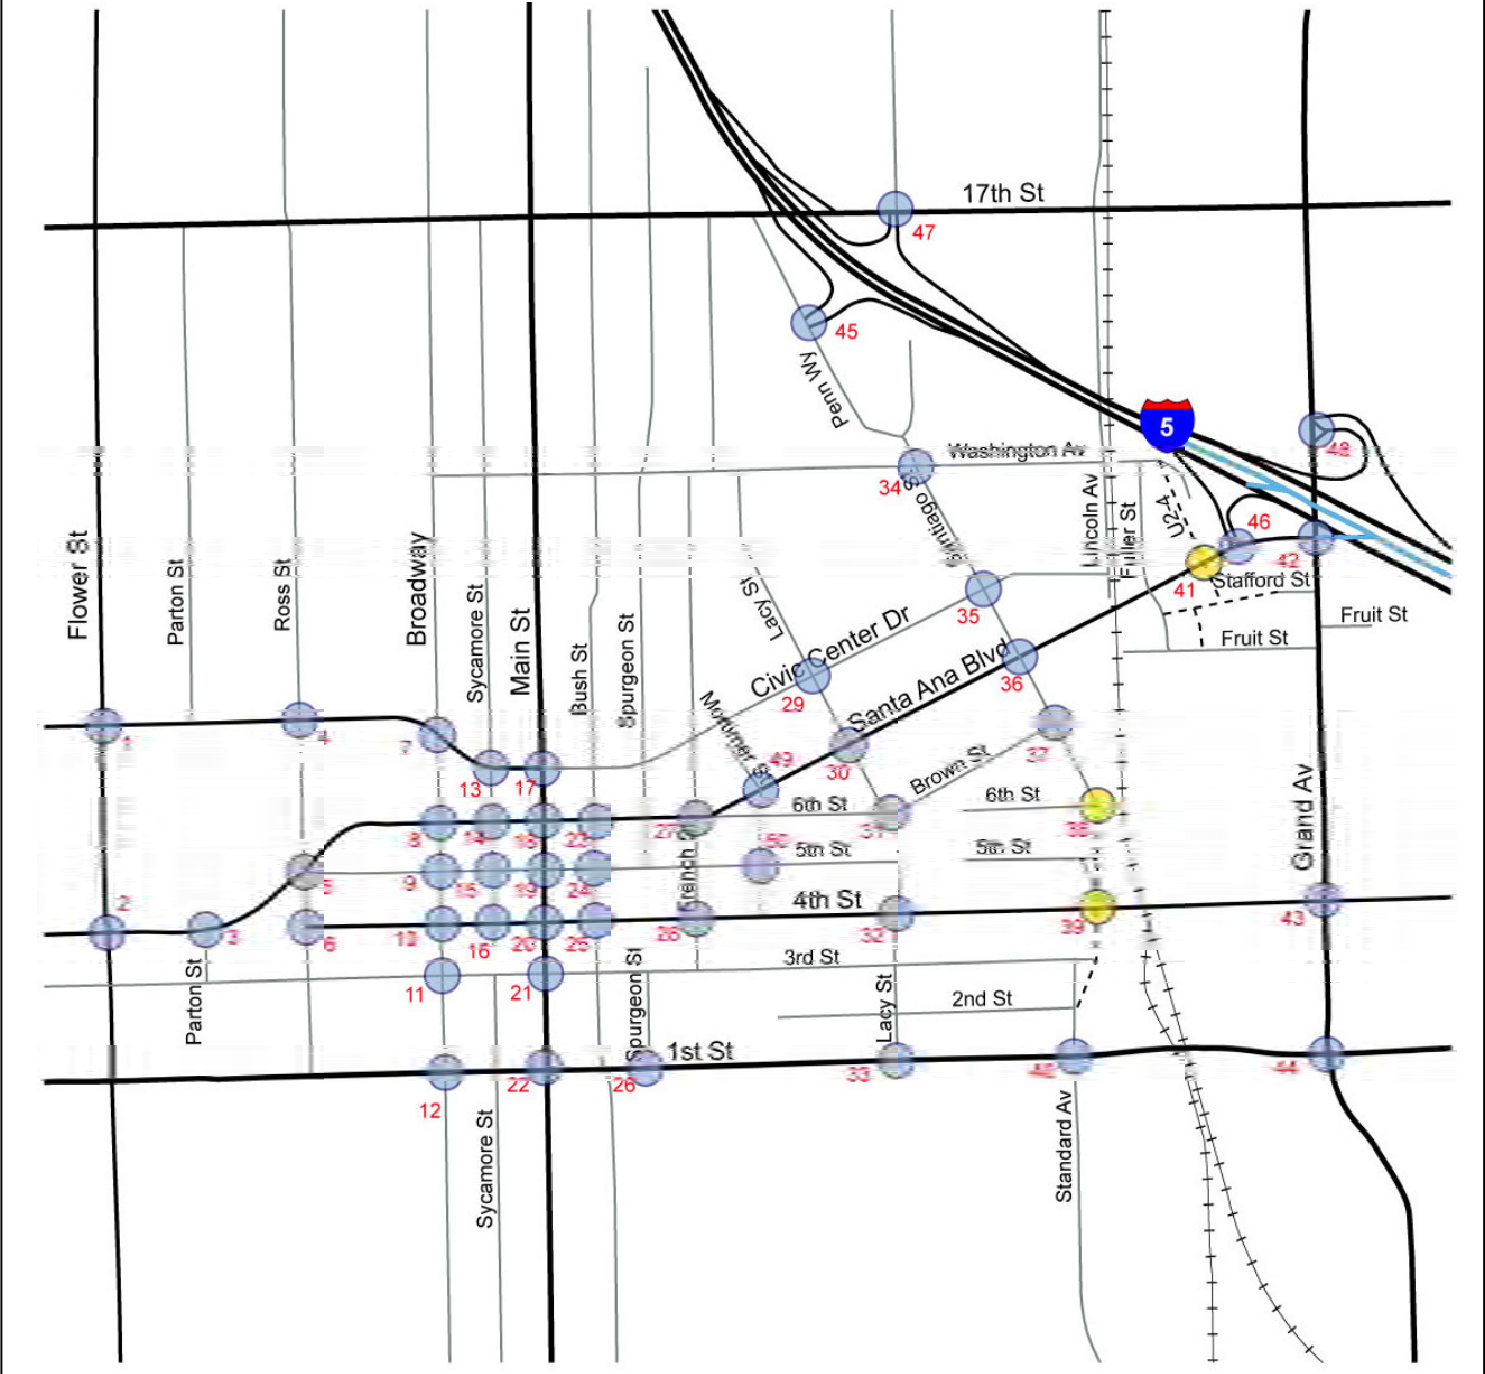 17th St
47
45
Penn Wy
5
Washington Av
48
34
Santiago St
Lincoln Av
Fuller St
U2-4
46
42
41
Stafford St
Fruit St
Fruit St
Flower St
Parton St
Ross St
Broadway
Sycamore St
Main St
Bush St
Spurgeon St
Lacy St
Civic Center Dr
35
29
Santa Ana Blvd
36
1
4
7
13
17
49
30
Brown St
37
Grand Av
6th St
6th St
8
14
18
23
27
31
38
5th St
5th St
9
15
19
24
50
2
3
5
6
10
16
20
25
28
4th St
32
39
43
Parton St
11
21
Spurgeon St
3rd St
Lacy St
2nd St
1st St
12
22
26
33
40
44
Sycamore St
Standard Av